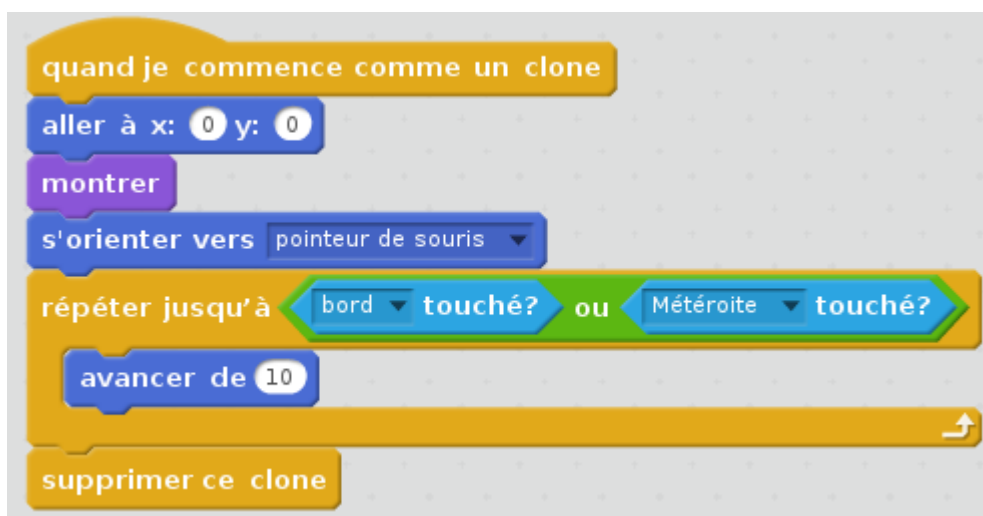 quand je commence comme un clone
aller à x: 0 y: 0
montrer
s'orienter vers pointeur de souris
répéter jusqu'à bord touché? ou Météroite touché?
avancer de 10
supprimer ce clone